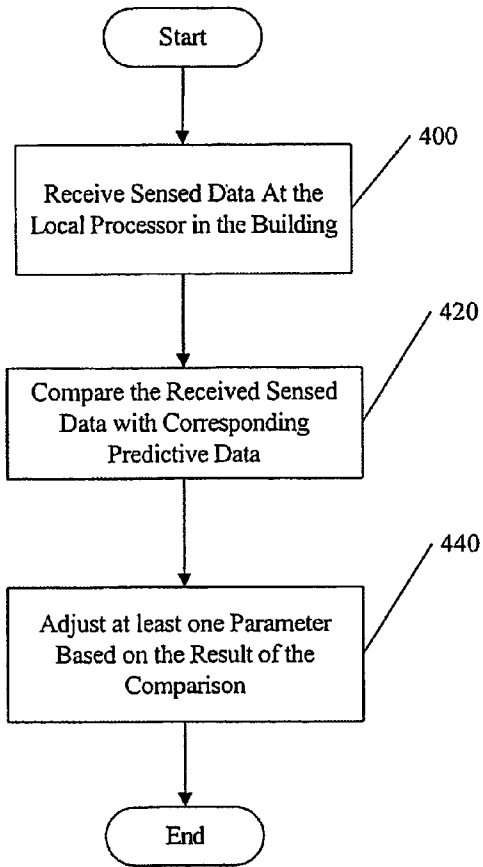 Start
400
Receive Sensed Data At the
Local Processor in the Building
420
Compare the Received Sensed
Data with Corresponding
Predictive Data
440
Adjust at least one Parameter
Based on the Result of the
Comparison
End